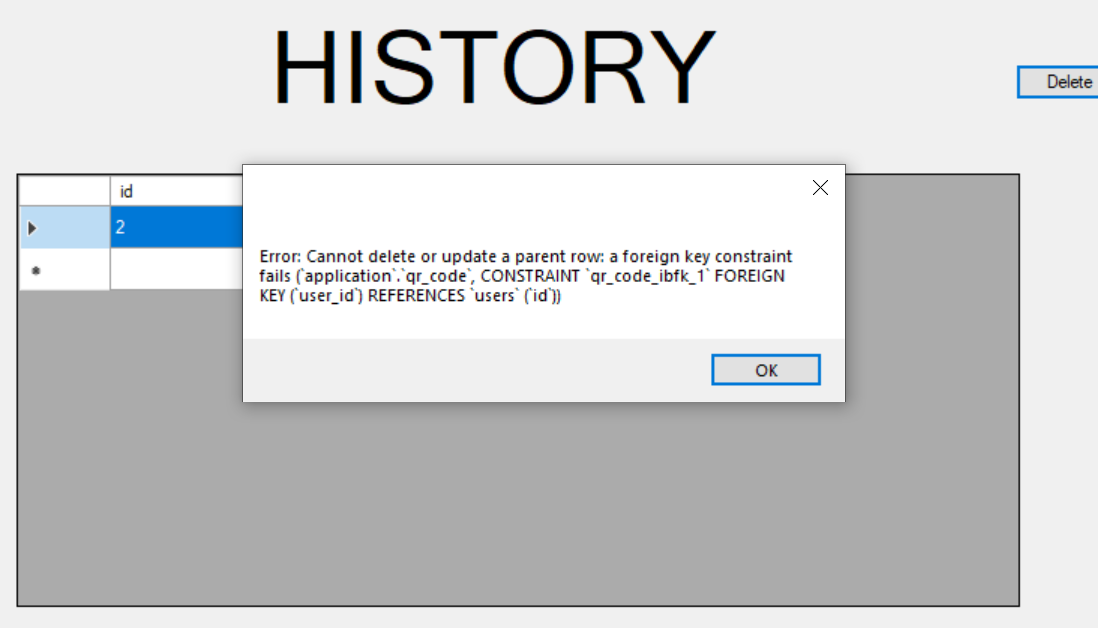 HISTORY
Delete
id
2
Error: Cannot delete or update a parent row: a foreign key constraint
fails (`application`.`qr_code`, CONSTRAINT `qr_code_ibfk_1` FOREIGN
KEY (`user_id`) REFERENCES `users` (`id`))
OK